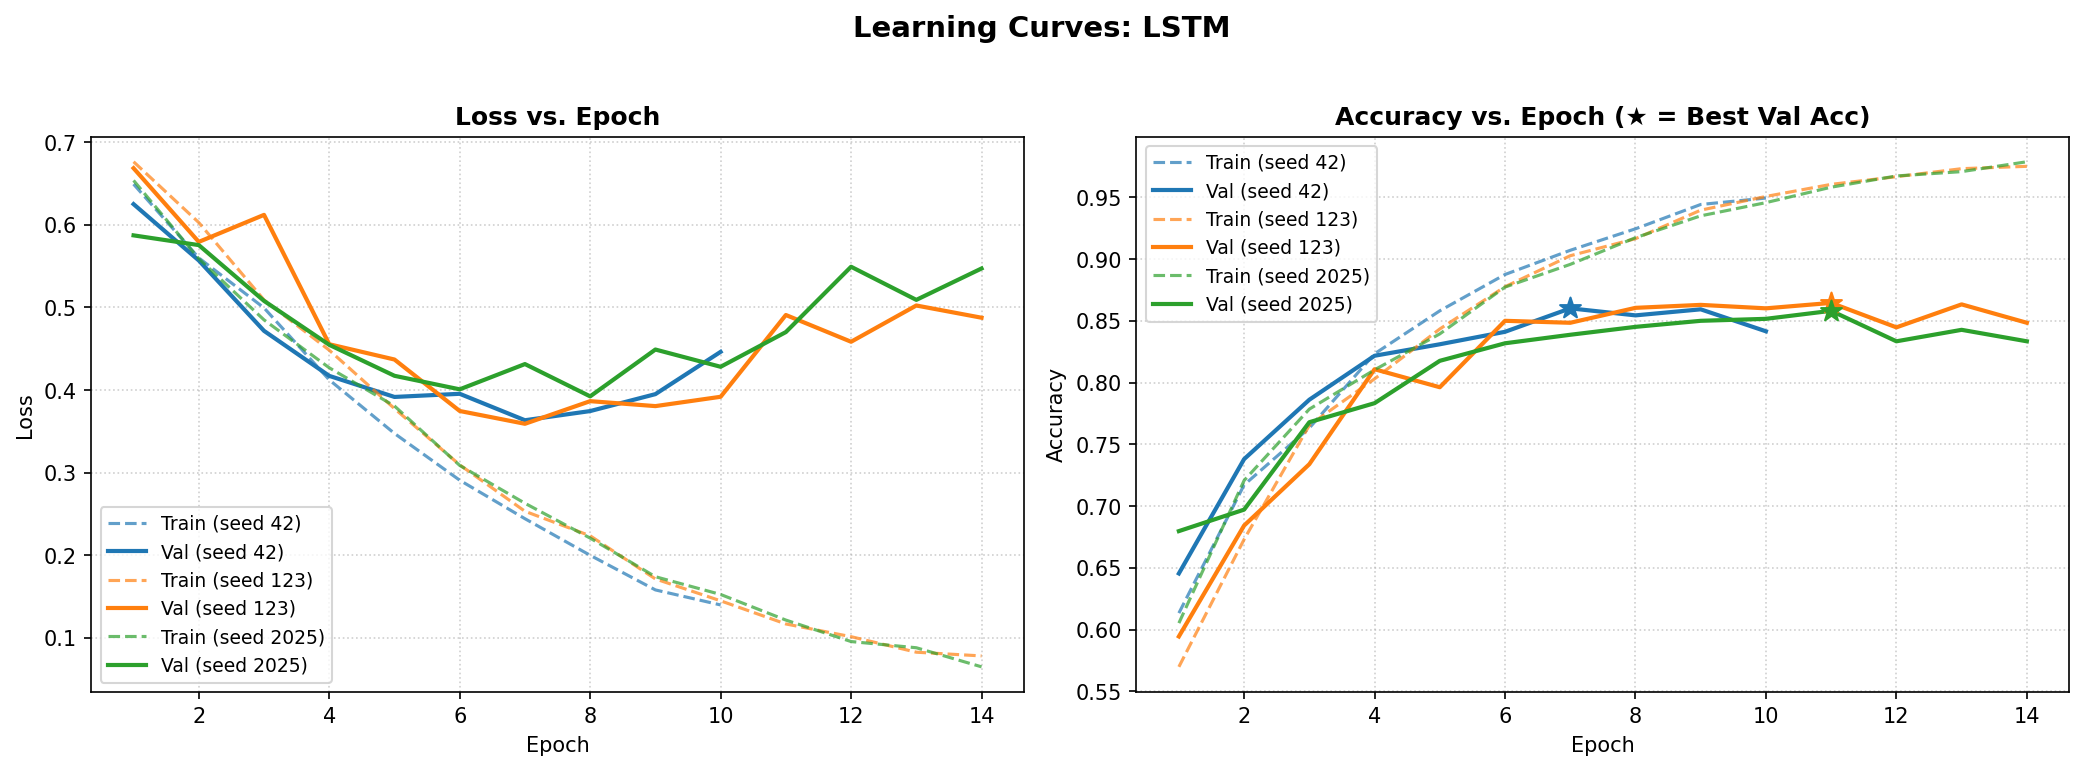 Learning Curves: LSTM
Loss vs. Epoch
Loss
0.7
0.6
0.5
0.4
0.3
0.2
0.1
Train (seed 42)
Val (seed 42)
Train (seed 123)
Val (seed 123)
Train (seed 2025)
Val (seed 2025)
2 4 6 8 10 12 14
Epoch
Accuracy vs. Epoch (★ = Best Val Acc)
Accuracy
0.95
0.90
0.85
0.80
0.75
0.70
0.65
0.60
0.55
Train (seed 42)
Val (seed 42)
Train (seed 123)
Val (seed 123)
Train (seed 2025)
Val (seed 2025)
2 4 6 8 10 12 14
Epoch